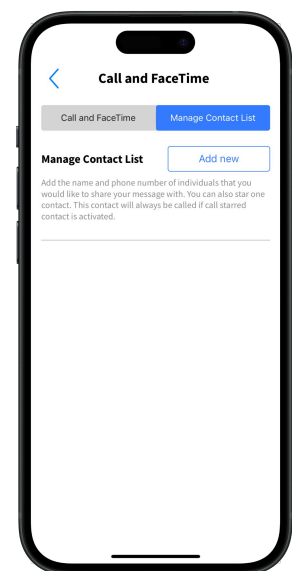 Call and FaceTime
Call and FaceTime
Manage Contact List
Manage Contact List
Add new
Add the name and phone number of individuals that you
would like to share your message with. You can also star one
contact. This contact will always be called if call starred
contact is activated.